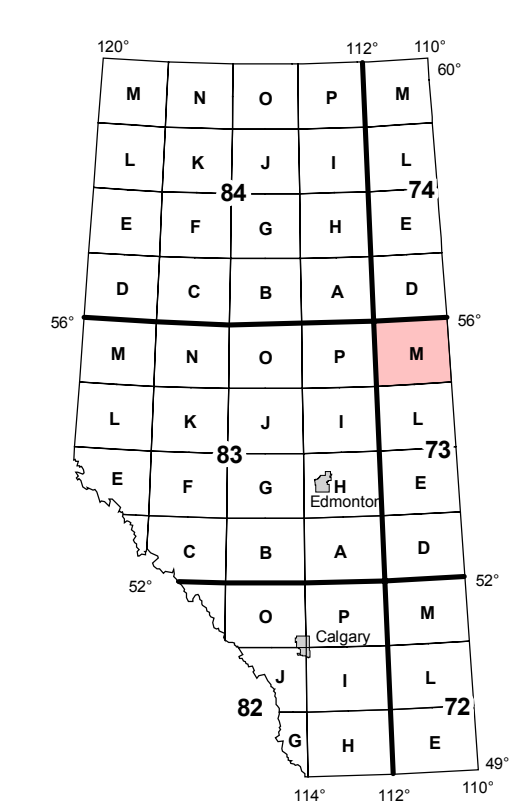 120° 112° 110°
60°
M N O P M
L K J I L
84 74
E F G H E
D C B A D
56° 56°
M N O P M
L K J I L
83 73
E F G H E
Edmonton
C B A D
52° 52°
O P M
Calgary
J I L
82 72
G H E
49°
114° 112° 110°